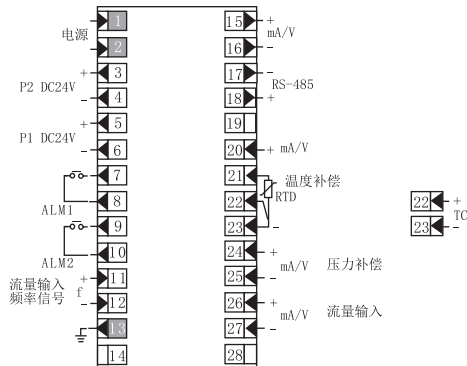 电源
1
2
P2 DC24V
+ 3
- 4
P1 DC24V
+ 5
- 6
7
8
ALM1
9
10
ALM2
流量输入
频率信号 f
+ 11
- 12
13
14
15 +
mA/V
16 -
17 -
RS-485
18 +
19
20 + mA/V
21
温度补偿
RTD
22
23 -
24 +
mA/V 压力补偿
25 -
26 +
mA/V 流量输入
27 -
28
22 +
TC
23 -